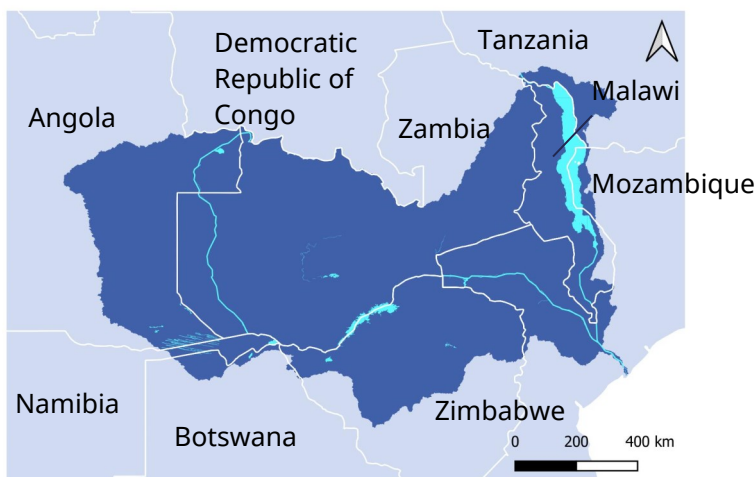 Tanzania
Democratic
Republic of
Congo
Malawi
Angola
Zambia
Mozambique
Namibia
Botswana
Zimbabwe
0 200 400 km